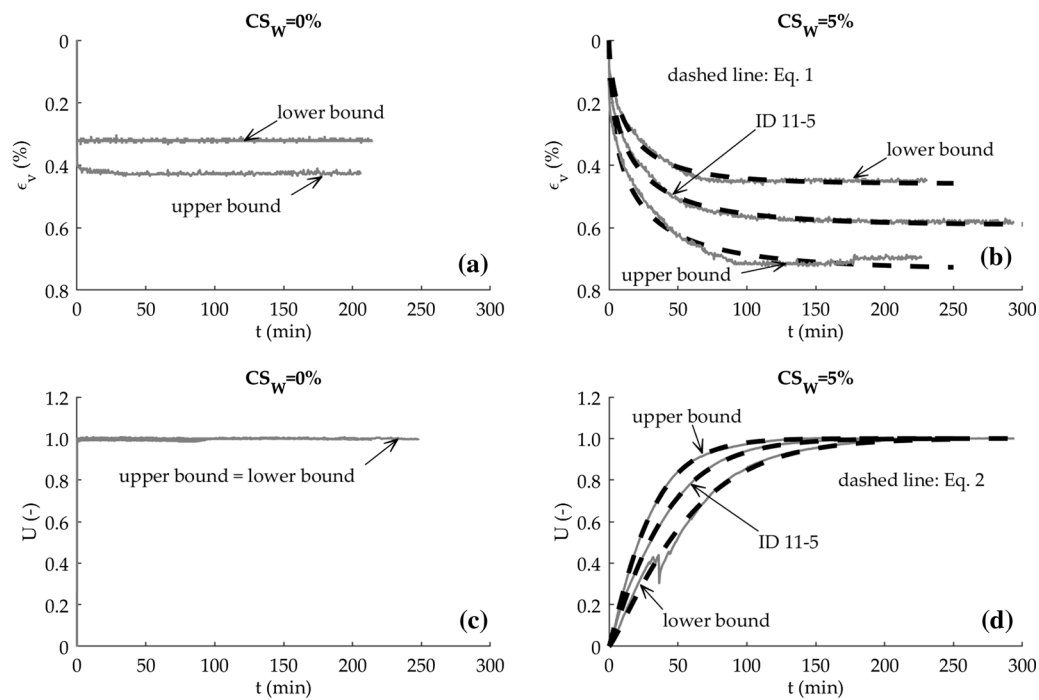 CS_W=0%
0
0.2
0.4
0.6
0.8
ϵ_v (%)
lower bound
upper bound
(a)
0 50 100 150 200 250 300
t (min)
CS_W=5%
0
0.2
0.4
0.6
0.8
ϵ_v (%)
dashed line: Eq. 1
ID 11-5
lower bound
upper bound
(b)
0 50 100 150 200 250 300
t (min)
CS_W=0%
1.2
1.0
0.8
0.6
0.4
0.2
0
U (-)
upper bound = lower bound
(c)
0 50 100 150 200 250 300
t (min)
CS_W=5%
1.2
1.0
0.8
0.6
0.4
0.2
0
U (-)
upper bound
dashed line: Eq. 2
ID 11-5
lower bound
(d)
0 50 100 150 200 250 300
t (min)